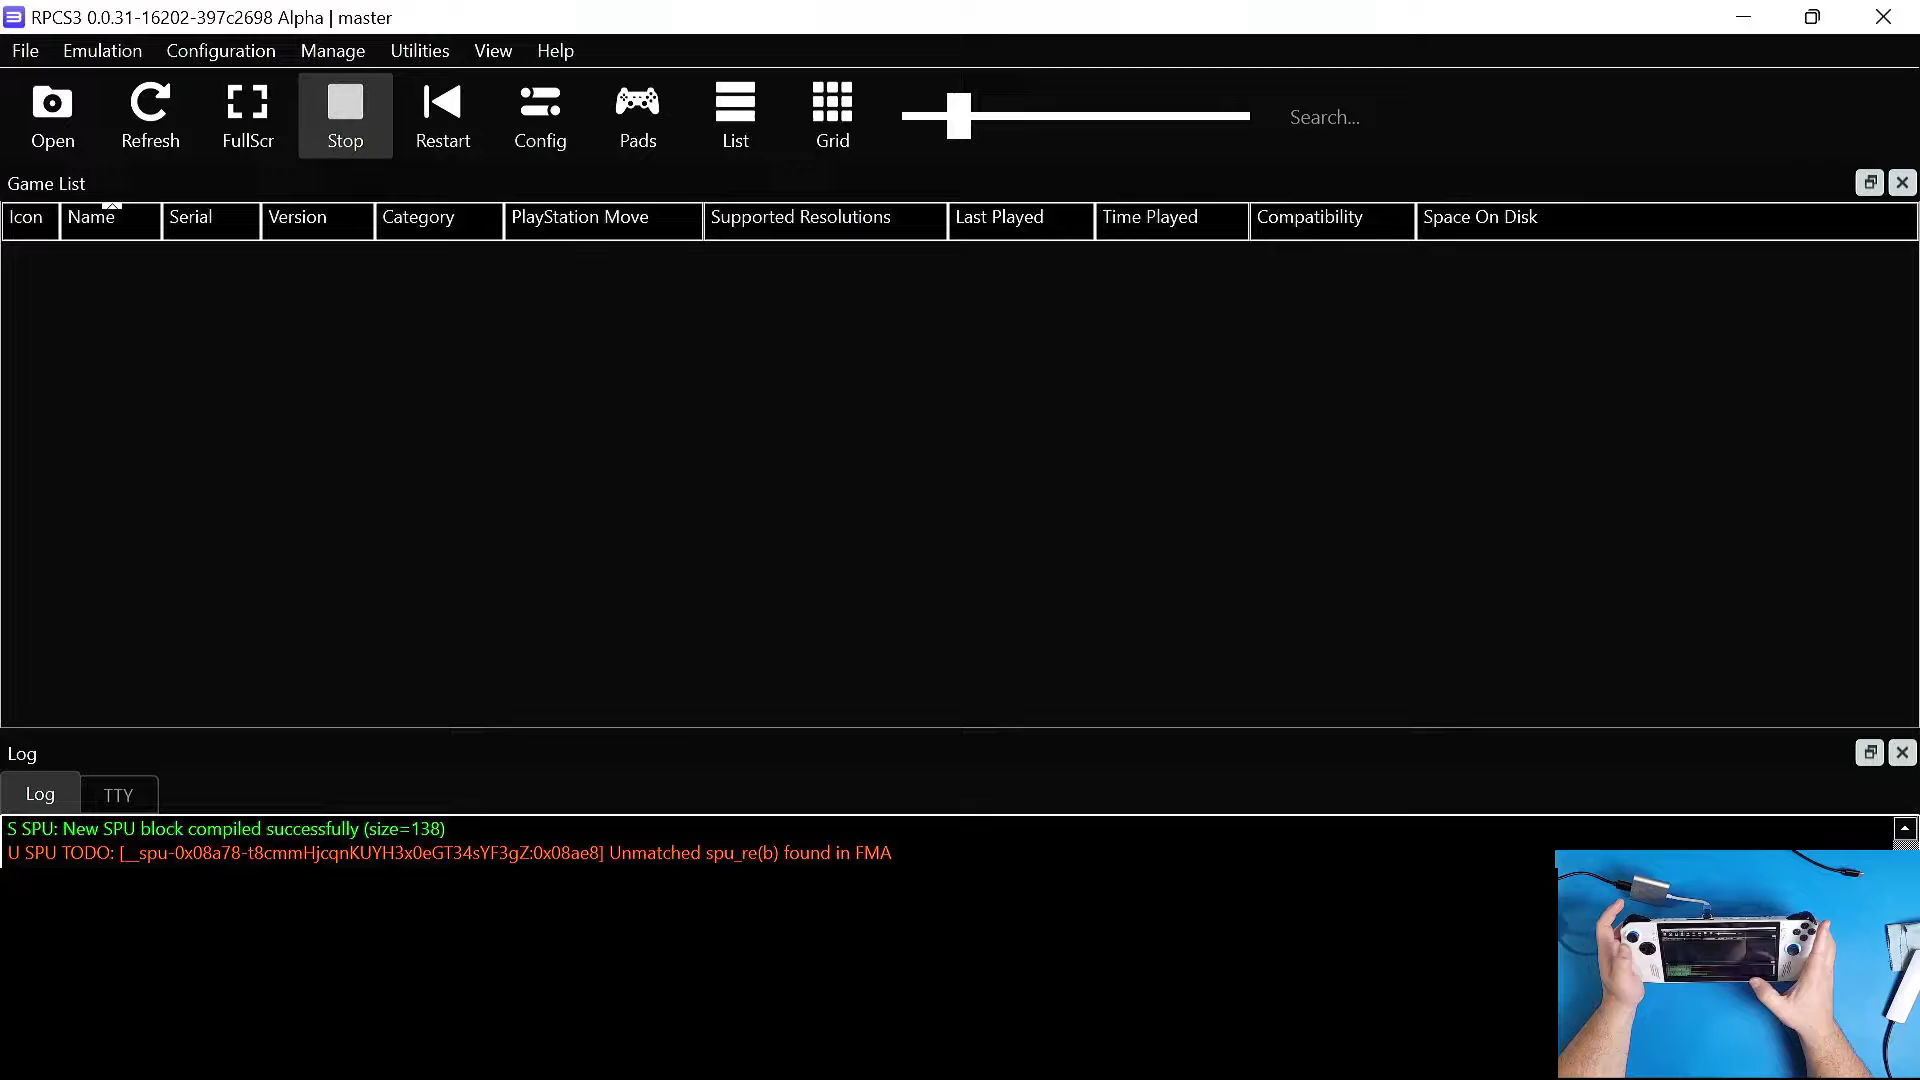 RPCS3 0.0.31-16202-397c2698 Alpha | master
File Emulation Configuration Manage Utilities View Help
Open Refresh FullScr Stop Restart Config Pads List Grid Search...
Game List
Icon Name Serial Version Category PlayStation Move Supported Resolutions Last Played Time Played Compatibility Space On Disk
Log
Log TTY
S SPU: New SPU block compiled successfully (size=138)
U SPU TODO: [__spu-0x08a78-t8cmmHjcqnKUYH3x0eGT34sYF3gZ:0x08ae8] Unmatched spu_re(b) found in FMA